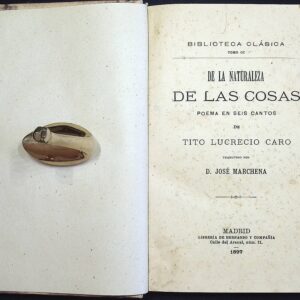 BIBLIOTECA CLÁSICA
DE LA NATURALEZA
DE LAS COSAS
POEMA EN SEIS CANTOS
DE
TITO LUCRECIO CARO
TRADUCIDO POR
D. JOSÉ MARCHENA
MADRID
LIBRERÍA DE HERNANDO Y COMPAÑÍA
Calle del Arenal, núm. 11.
1897